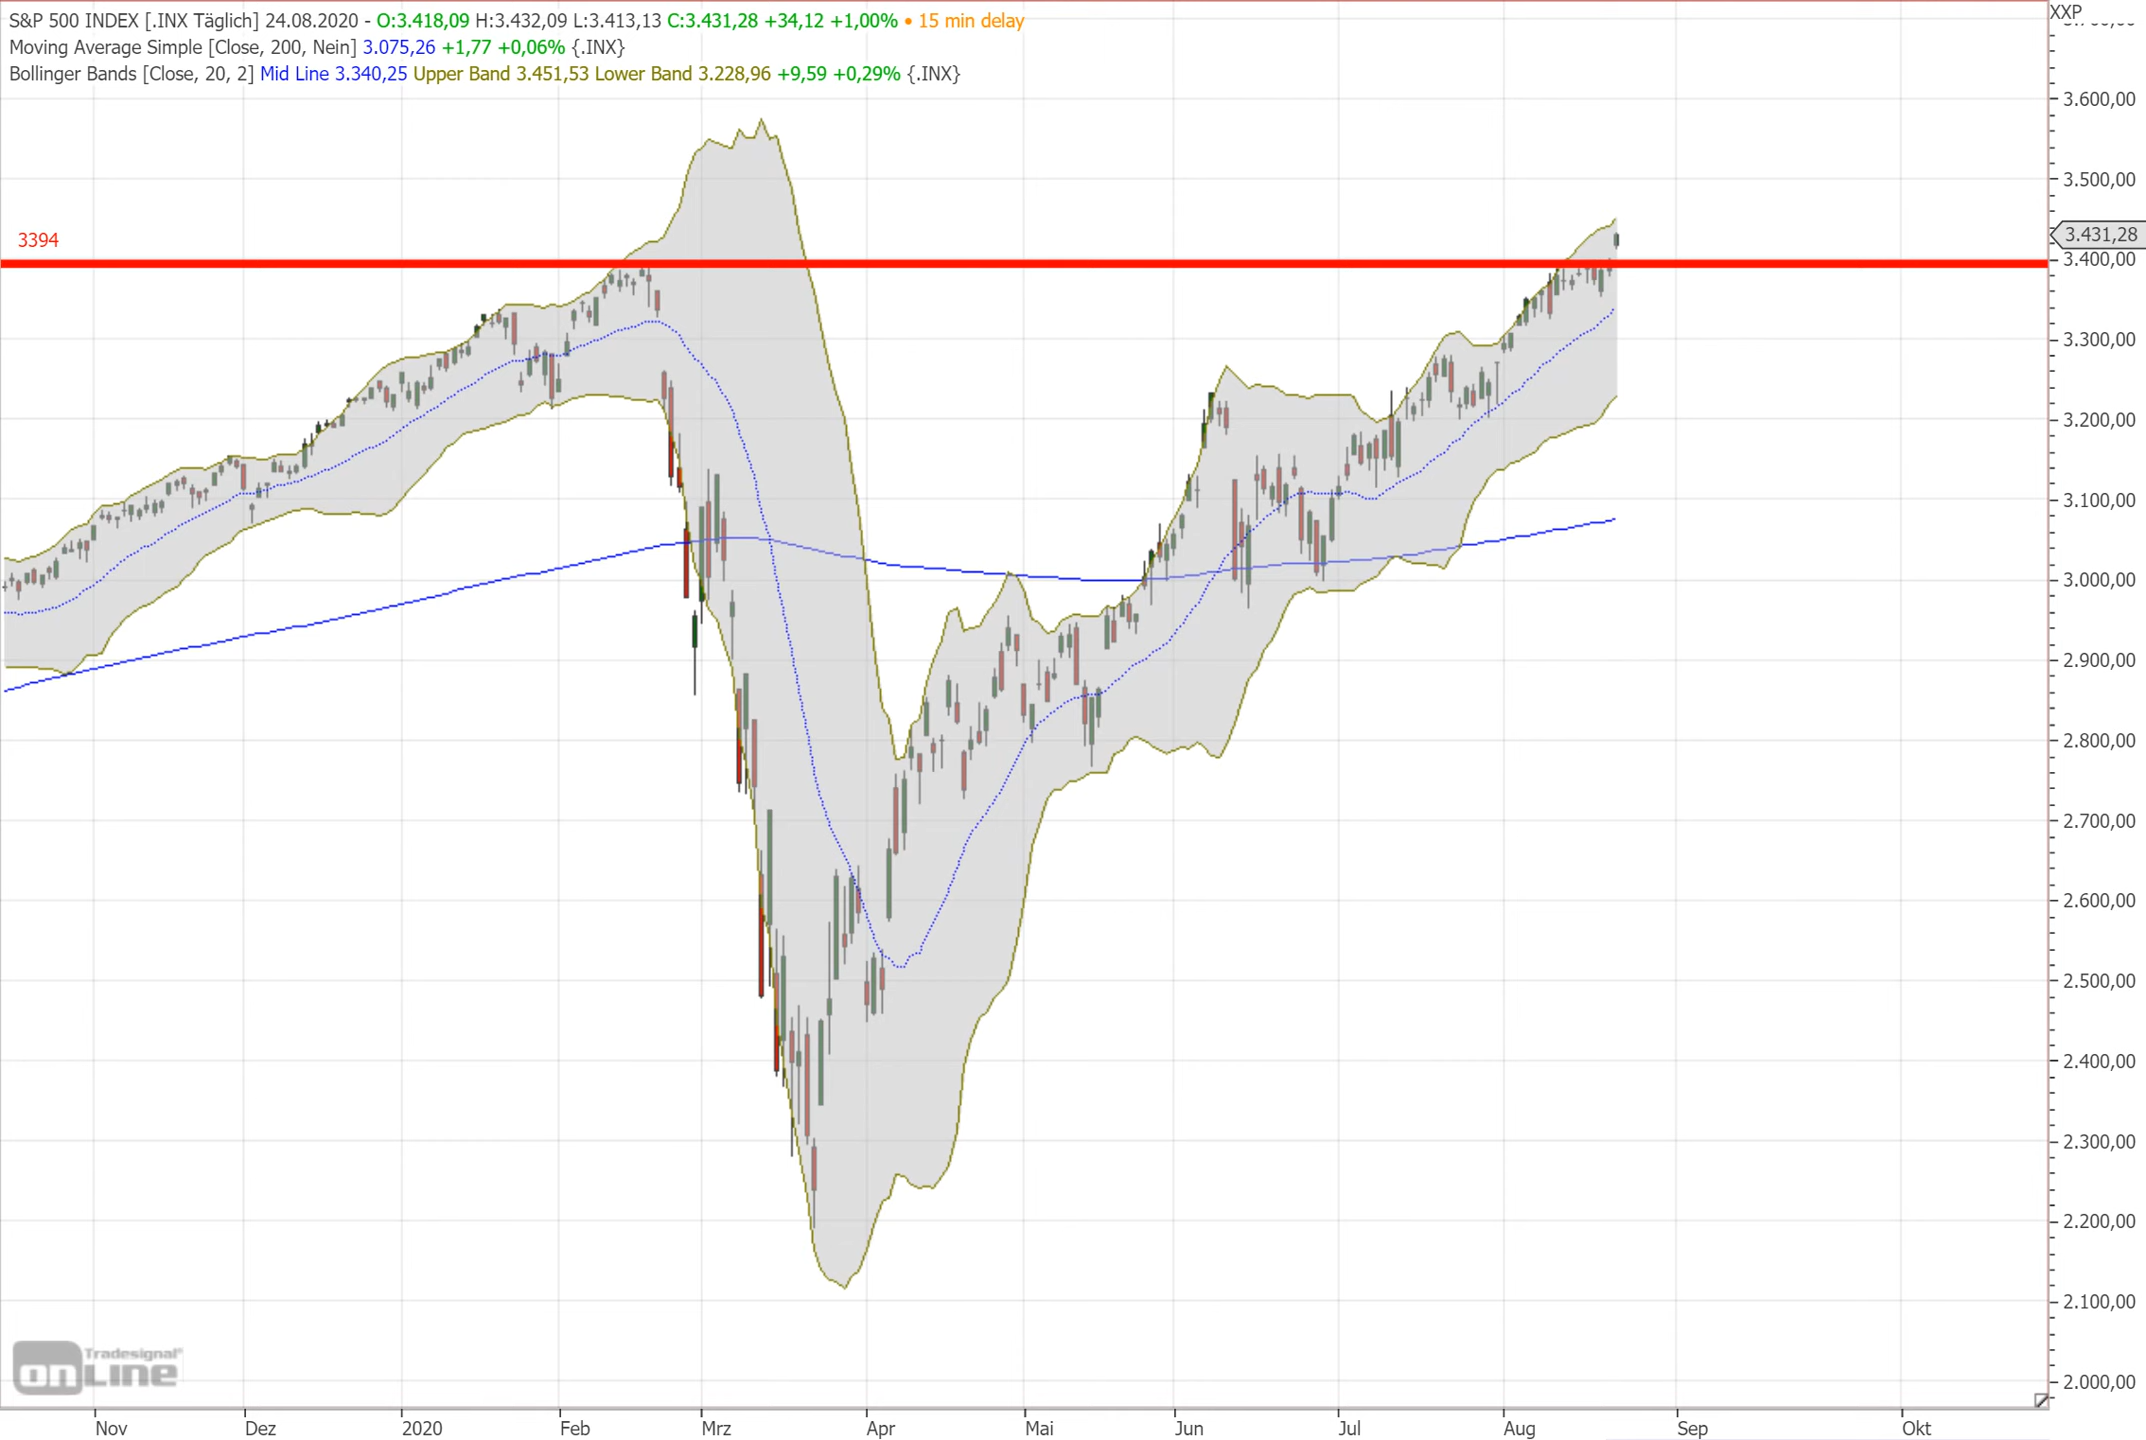 S&P 500 INDEX [.INX Täglich] 24.08.2020 - O:3.418,09 H:3.432,09 L:3.413,13 C:3.431,28 +34,12 +1,00% • 15 min delay
Moving Average Simple [Close, 200, Nein] 3.075,26 +1,77 +0,06% {.INX}
Bollinger Bands [Close, 20, 2] Mid Line 3.340,25 Upper Band 3.451,53 Lower Band 3.228,96 +9,59 +0,29% {.INX}
XXP
3.600,00
3.500,00
3394
3.431,28
3.400,00
3.300,00
3.200,00
3.100,00
3.000,00
2.900,00
2.800,00
2.700,00
2.600,00
2.500,00
2.400,00
2.300,00
2.200,00
2.100,00
2.000,00
Tradesignal®
onLine
Nov Dez 2020 Feb Mrz Apr Mai Jun Jul Aug Sep Okt